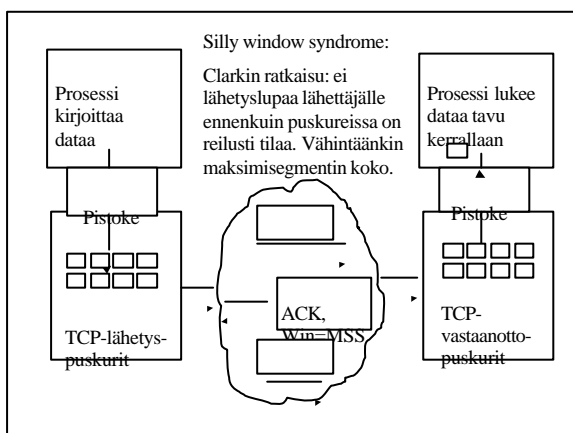 Silly window syndrome:
Clarkin ratkaisu: ei
lähetyslupaa lähettäjälle
ennenkuin puskureissa on
reilusti tilaa. Vähintäänkin
maksimisegmentin koko.
Prosessi
kirjoittaa
dataa
Prosessi lukee
dataa tavu
kerrallaan
Pistoke
Pistoke
TCP-lähetys-
puskurit
ACK,
Win=MSS
TCP-
vastaanotto-
puskurit